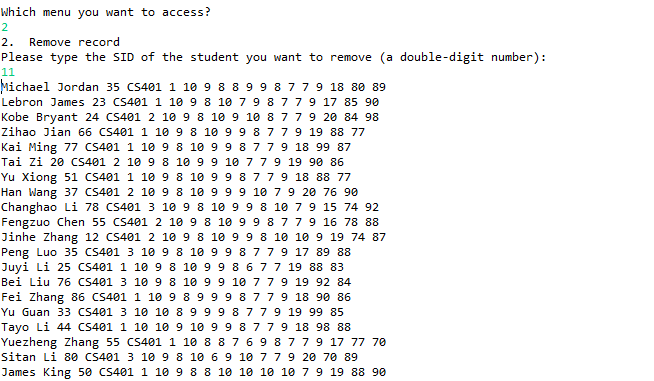 Which menu you want to access?
2
2.  Remove record
Please type the SID of the student you want to remove (a double-digit number):
11
Michael Jordan 35 CS401 1 10 9 8 8 9 9 8 7 7 9 18 80 89
Lebron James 23 CS401 1 10 9 8 10 7 9 8 7 7 9 17 85 90
Kobe Bryant 24 CS401 2 10 9 8 10 9 10 8 7 7 9 20 84 98
Zihao Jian 66 CS401 1 10 9 8 10 9 9 8 7 7 9 19 88 77
Kai Ming 77 CS401 1 10 9 8 10 9 9 8 7 7 9 18 99 87
Tai Zi 20 CS401 2 10 9 8 10 9 9 10 7 7 9 19 90 86
Yu Xiong 51 CS401 1 10 9 8 10 9 9 8 7 7 9 18 88 77
Han Wang 37 CS401 2 10 9 8 10 9 9 9 10 7 9 20 76 90
Changhao Li 78 CS401 3 10 9 8 10 9 9 8 10 7 9 15 74 92
Fengzuo Chen 55 CS401 2 10 9 8 10 9 9 8 7 7 9 16 78 88
Jinhe Zhang 12 CS401 2 10 9 8 10 9 9 8 10 10 9 19 74 87
Peng Luo 35 CS401 3 10 9 8 10 9 9 8 7 7 9 17 89 88
Juyi Li 25 CS401 1 10 9 8 10 9 9 8 6 7 7 19 88 83
Bei Liu 76 CS401 3 10 9 8 10 9 9 10 7 7 9 19 92 84
Fei Zhang 86 CS401 1 10 9 8 9 9 9 8 7 7 9 18 90 86
Yu Guan 33 CS401 3 10 10 8 9 9 9 8 7 7 9 19 99 85
Tayo Li 44 CS401 1 10 10 9 10 9 9 8 7 7 9 18 98 88
Yuezheng Zhang 55 CS401 1 10 8 8 7 6 9 8 7 7 9 17 77 70
Sitan Li 80 CS401 3 10 9 8 10 6 9 10 7 7 9 20 70 89
James King 50 CS401 1 10 9 8 8 10 10 10 10 7 9 19 88 90